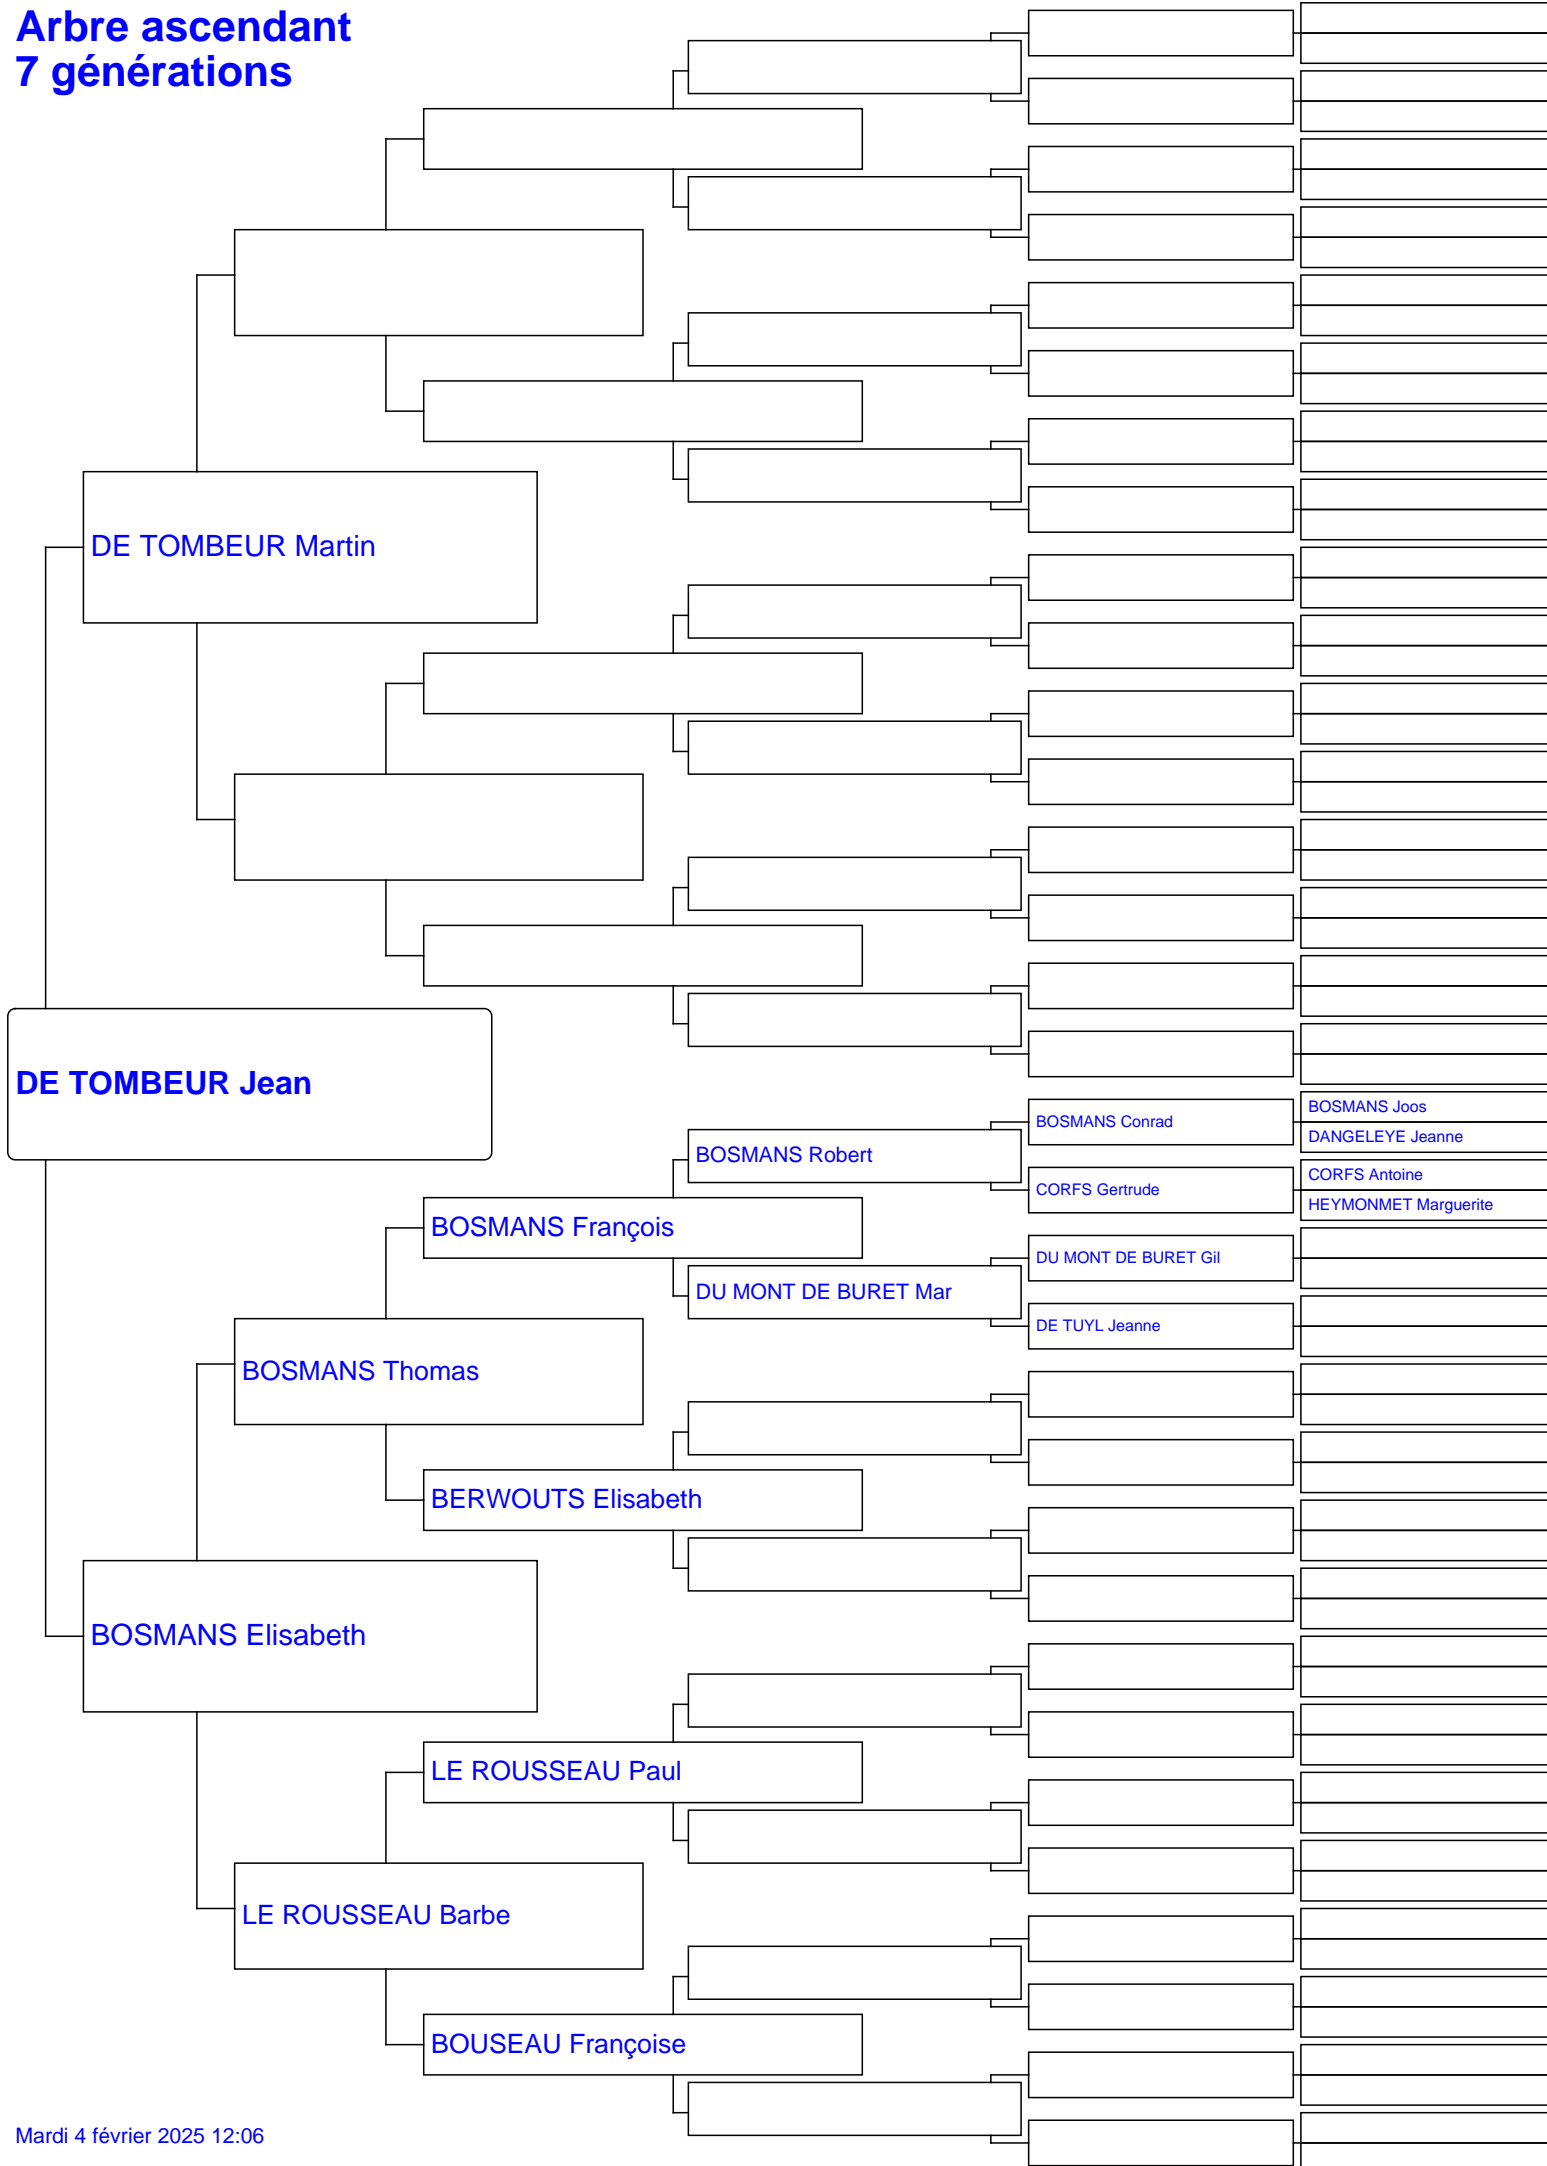 Arbre ascendant
7 générations
DE TOMBEUR Martin
DE TOMBEUR Jean
BOSMANS Joos
BOSMANS Conrad
DANGELEYE Jeanne
BOSMANS Robert
CORFS Antoine
CORFS Gertrude
HEYMONMET Marguerite
BOSMANS François
DU MONT DE BURET Gil
DU MONT DE BURET Mar
DE TUYL Jeanne
BOSMANS Thomas
BERWOUTS Elisabeth
BOSMANS Elisabeth
LE ROUSSEAU Paul
LE ROUSSEAU Barbe
BOUSEAU Françoise
Mardi 4 février 2025 12:06